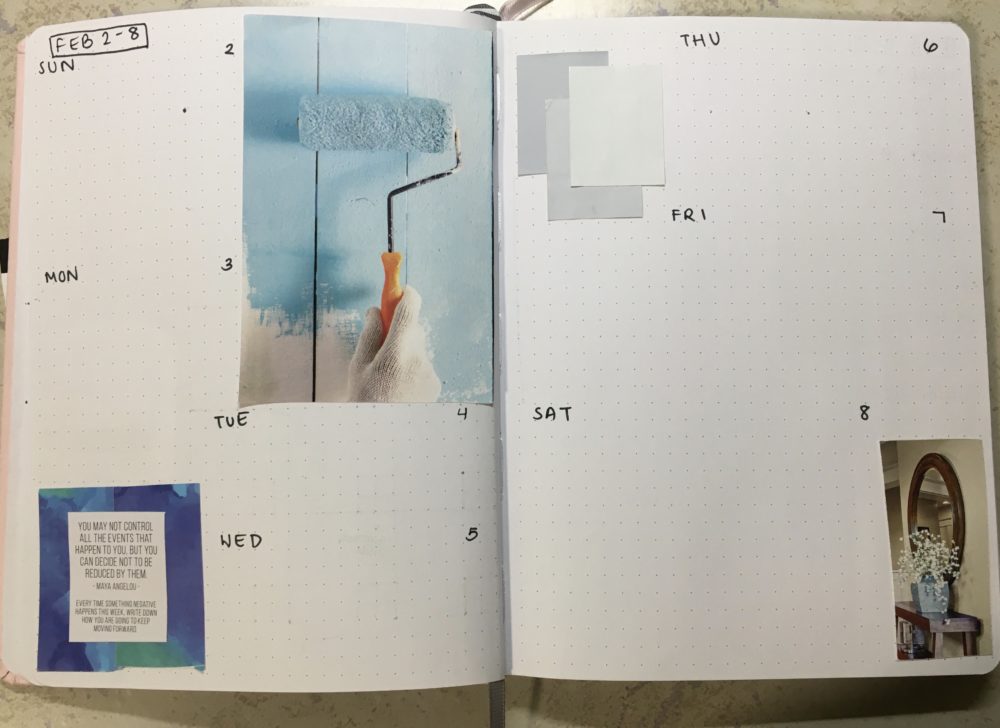 FEB 2-8
SUN 2
MON 3
TUE 4
WED 5
YOU MAY NOT CONTROL
ALL THE EVENTS THAT
HAPPEN TO YOU, BUT YOU
CAN DECIDE NOT TO BE
REDUCED BY THEM.
- MAYA ANGELOU -
EVERY TIME SOMETHING NEGATIVE
HAPPENS THIS WEEK, WRITE DOWN
HOW YOU ARE GOING TO KEEP
MOVING FORWARD.
THU 6
FRI 7
SAT 8